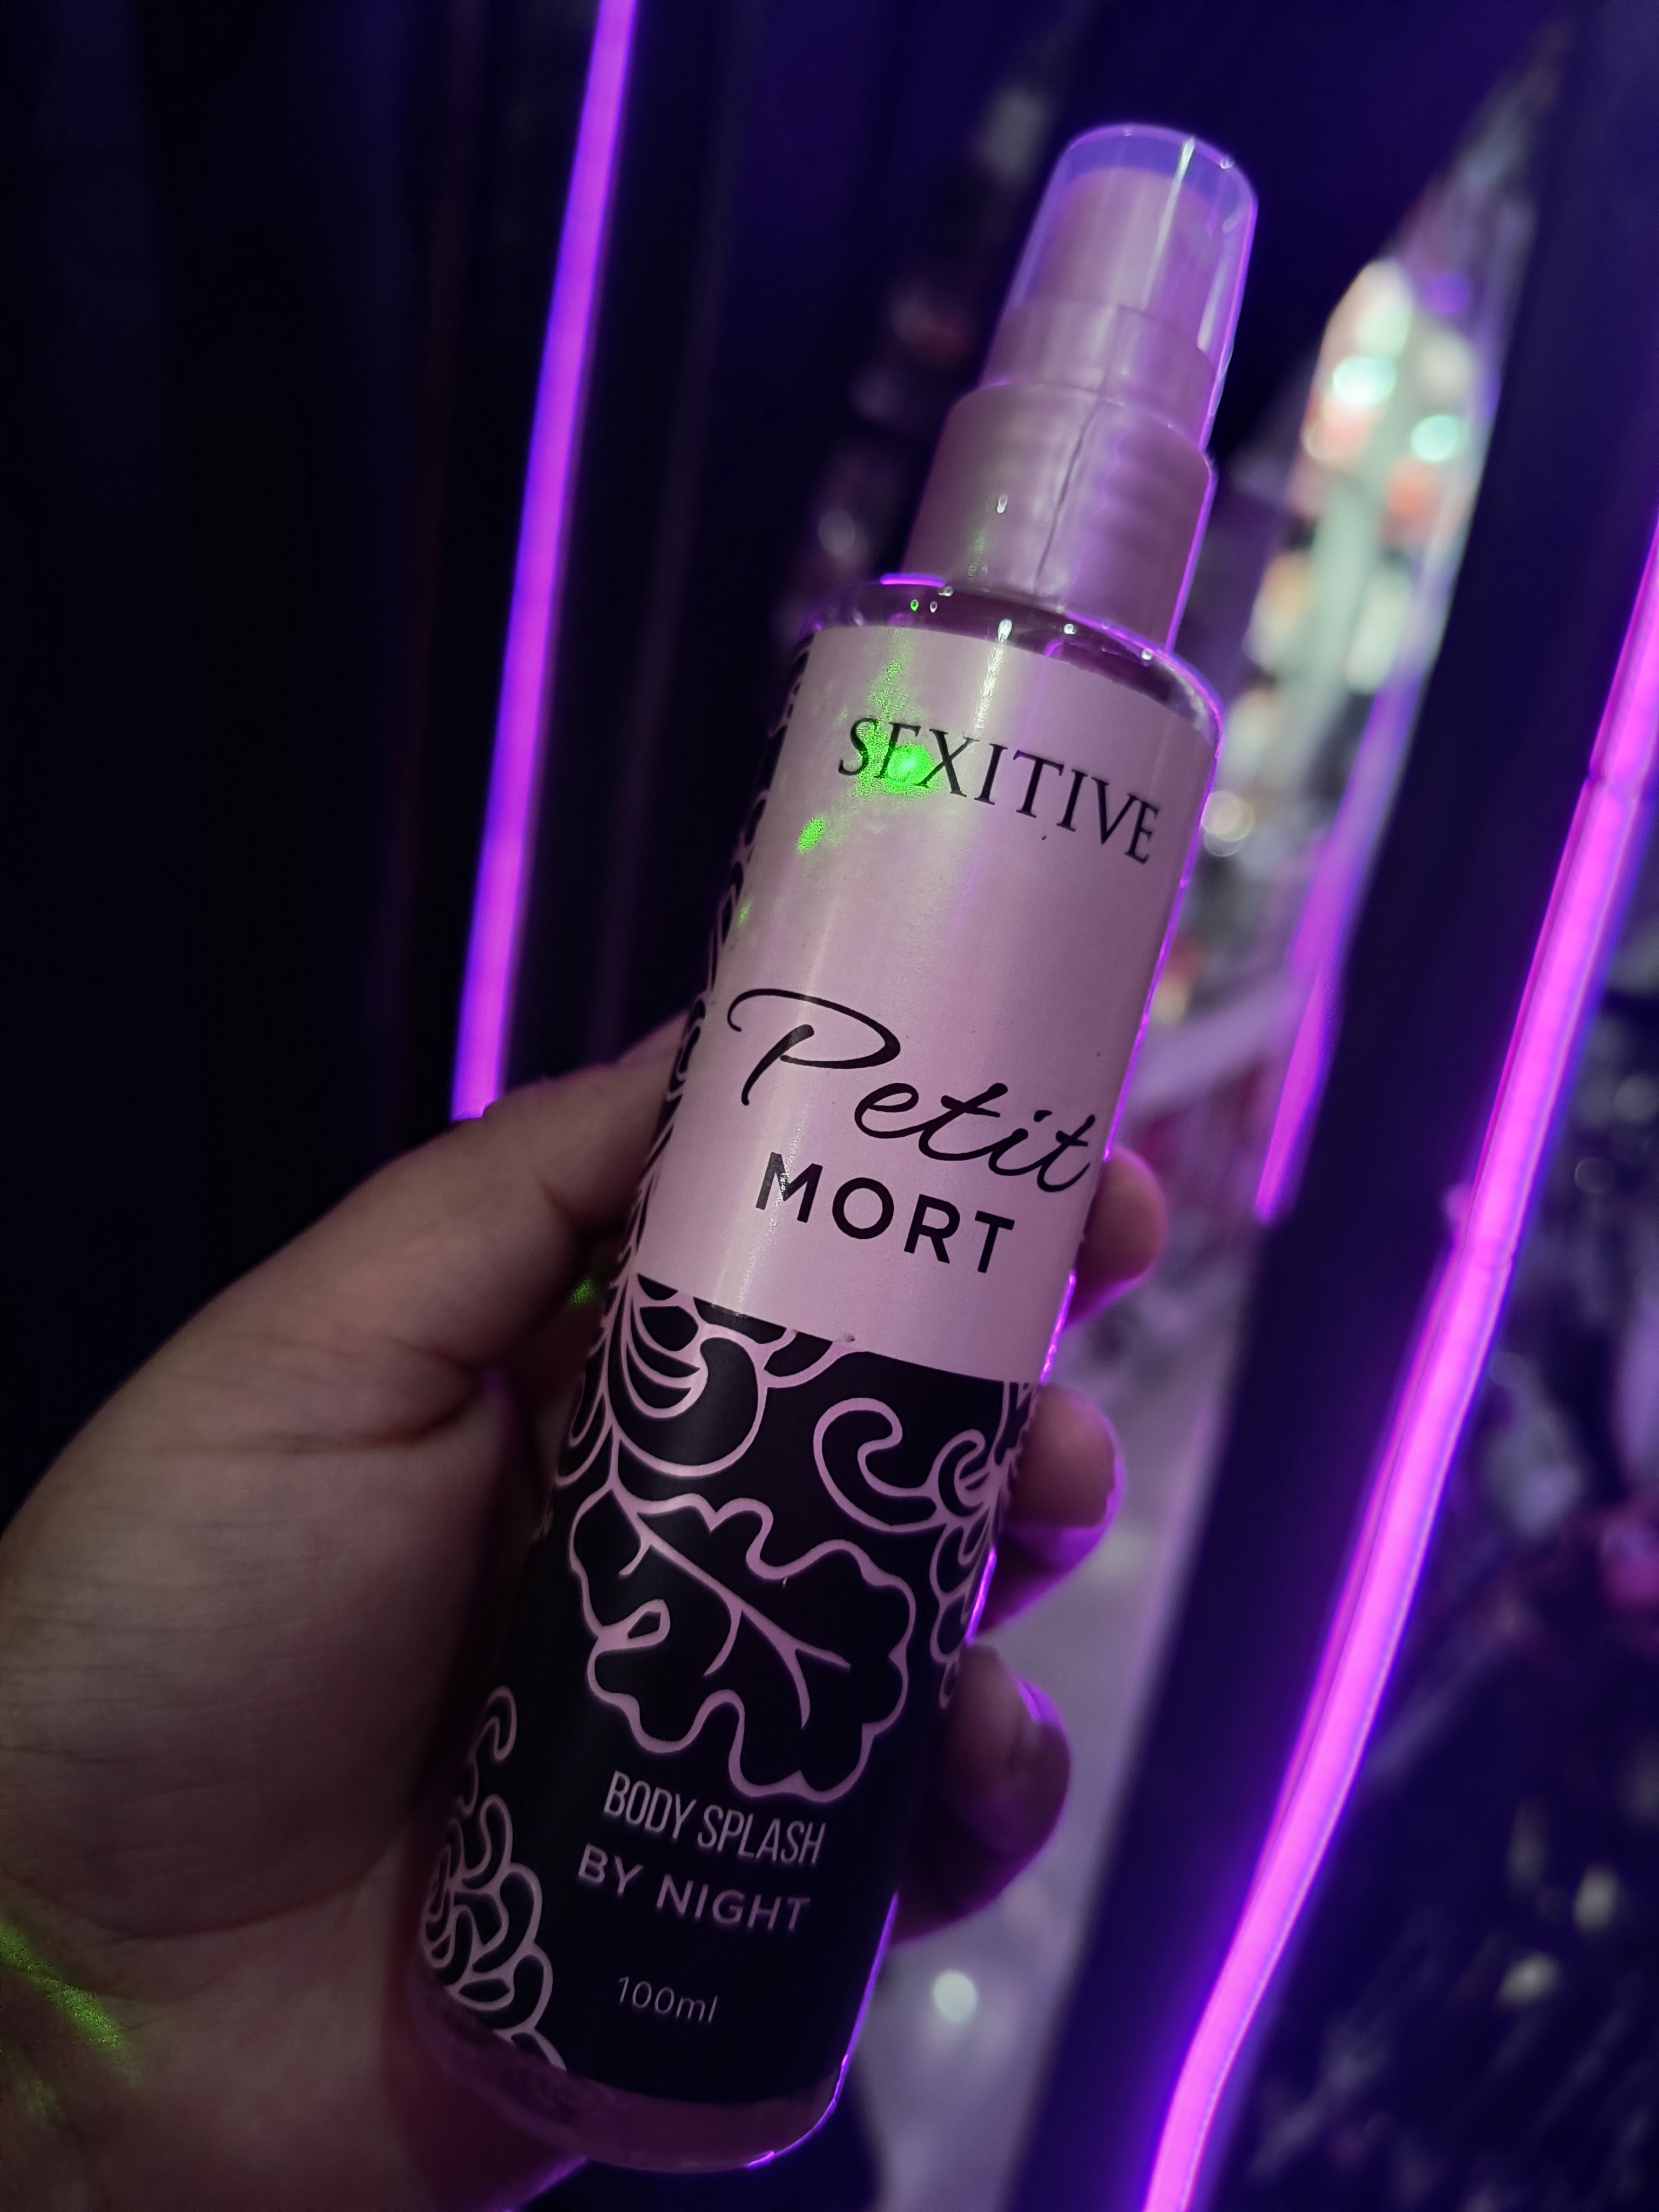 SEXITIVE
Petit
MORT
BODY SPLASH
BY NIGHT
100ml